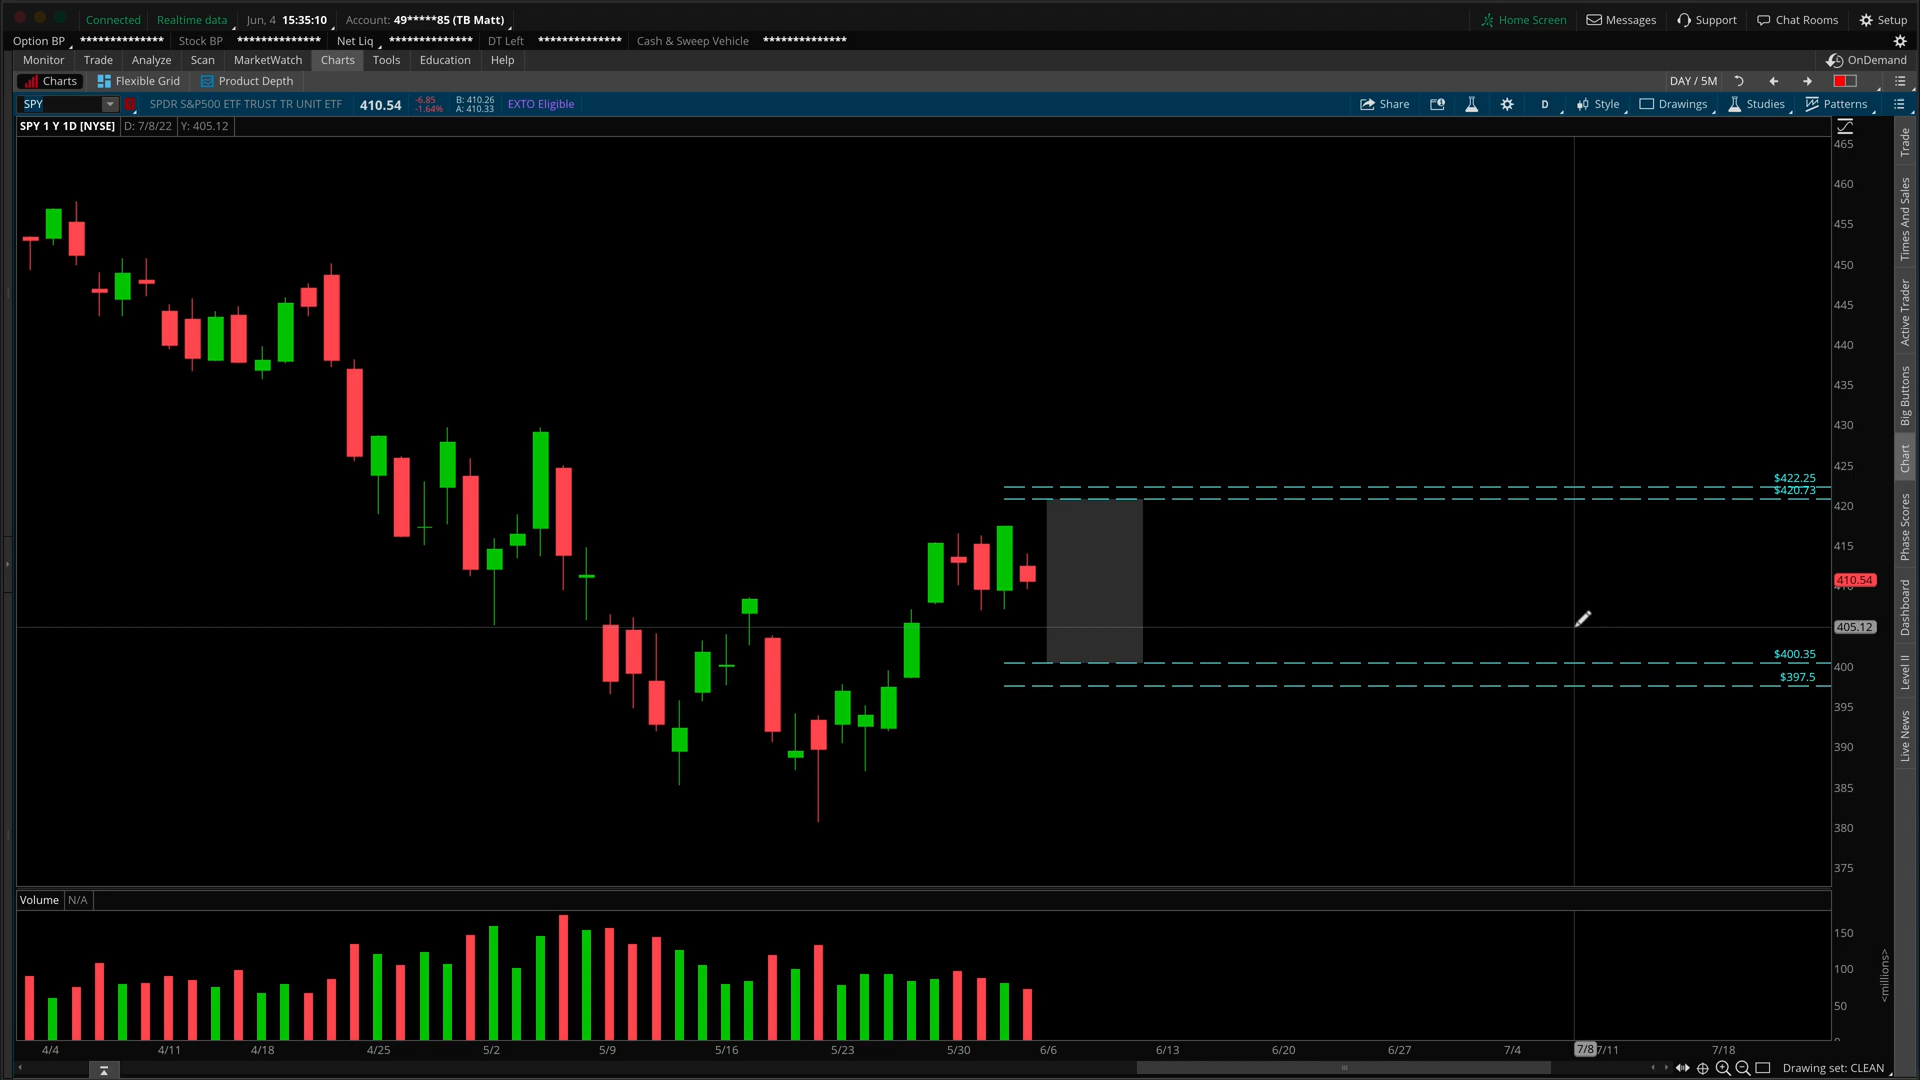 Connected Realtime data Jun, 4 15:35:10 Account: 49*****85 (TB Matt) Home Screen Messages Support Chat Rooms Setup
Option BP ************** Stock BP ************** Net Liq ************** DT Left ************** Cash & Sweep Vehicle **************
Monitor Trade Analyze Scan MarketWatch Charts Tools Education Help OnDemand
Charts Flexible Grid Product Depth DAY / 5M
SPY SPDR S&P500 ETF TRUST TR UNIT ETF 410.54 -6.85 -1.64% B: 410.26 A: 410.33 EXTO Eligible Share D Style Drawings Studies Patterns
SPY 1 Y 1D [NYSE] D: 7/8/22 Y: 405.12
465
460
455
450
445
440
435
430
425
$422.25
$420.73
420
415
410.54
405.12
$400.35
400
$397.5
395
390
385
380
375
Trade
Times And Sales
Active Trader
Big Buttons
Chart
Phase Scores
Dashboard
Level II
Live News
Volume N/A
150
100
50
<millions>
4/4 4/11 4/18 4/25 5/2 5/9 5/16 5/23 5/30 6/6 6/13 6/20 6/27 7/4 7/8 7/11 7/18
Drawing set: CLEAN